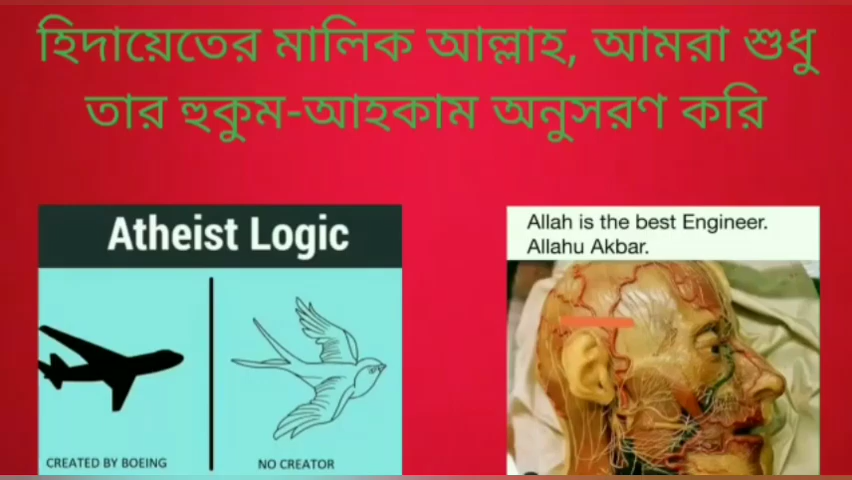 হিদায়েতের মালিক আল্লাহ, আমরা শুধু
তার হুকুম-আহকাম অনুসরণ করি
Atheist Logic
CREATED BY BOEING
NO CREATOR
Allah is the best Engineer.
Allahu Akbar.